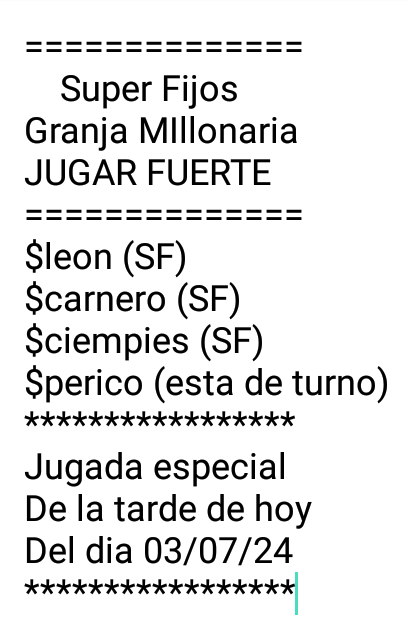 ==============
Super Fijos
Granja MIllonaria
JUGAR FUERTE
==============
$leon (SF)
$carnero (SF)
$ciempies (SF)
$perico (esta de turno)
*****************
Jugada especial
De la tarde de hoy
Del dia 03/07/24
*****************